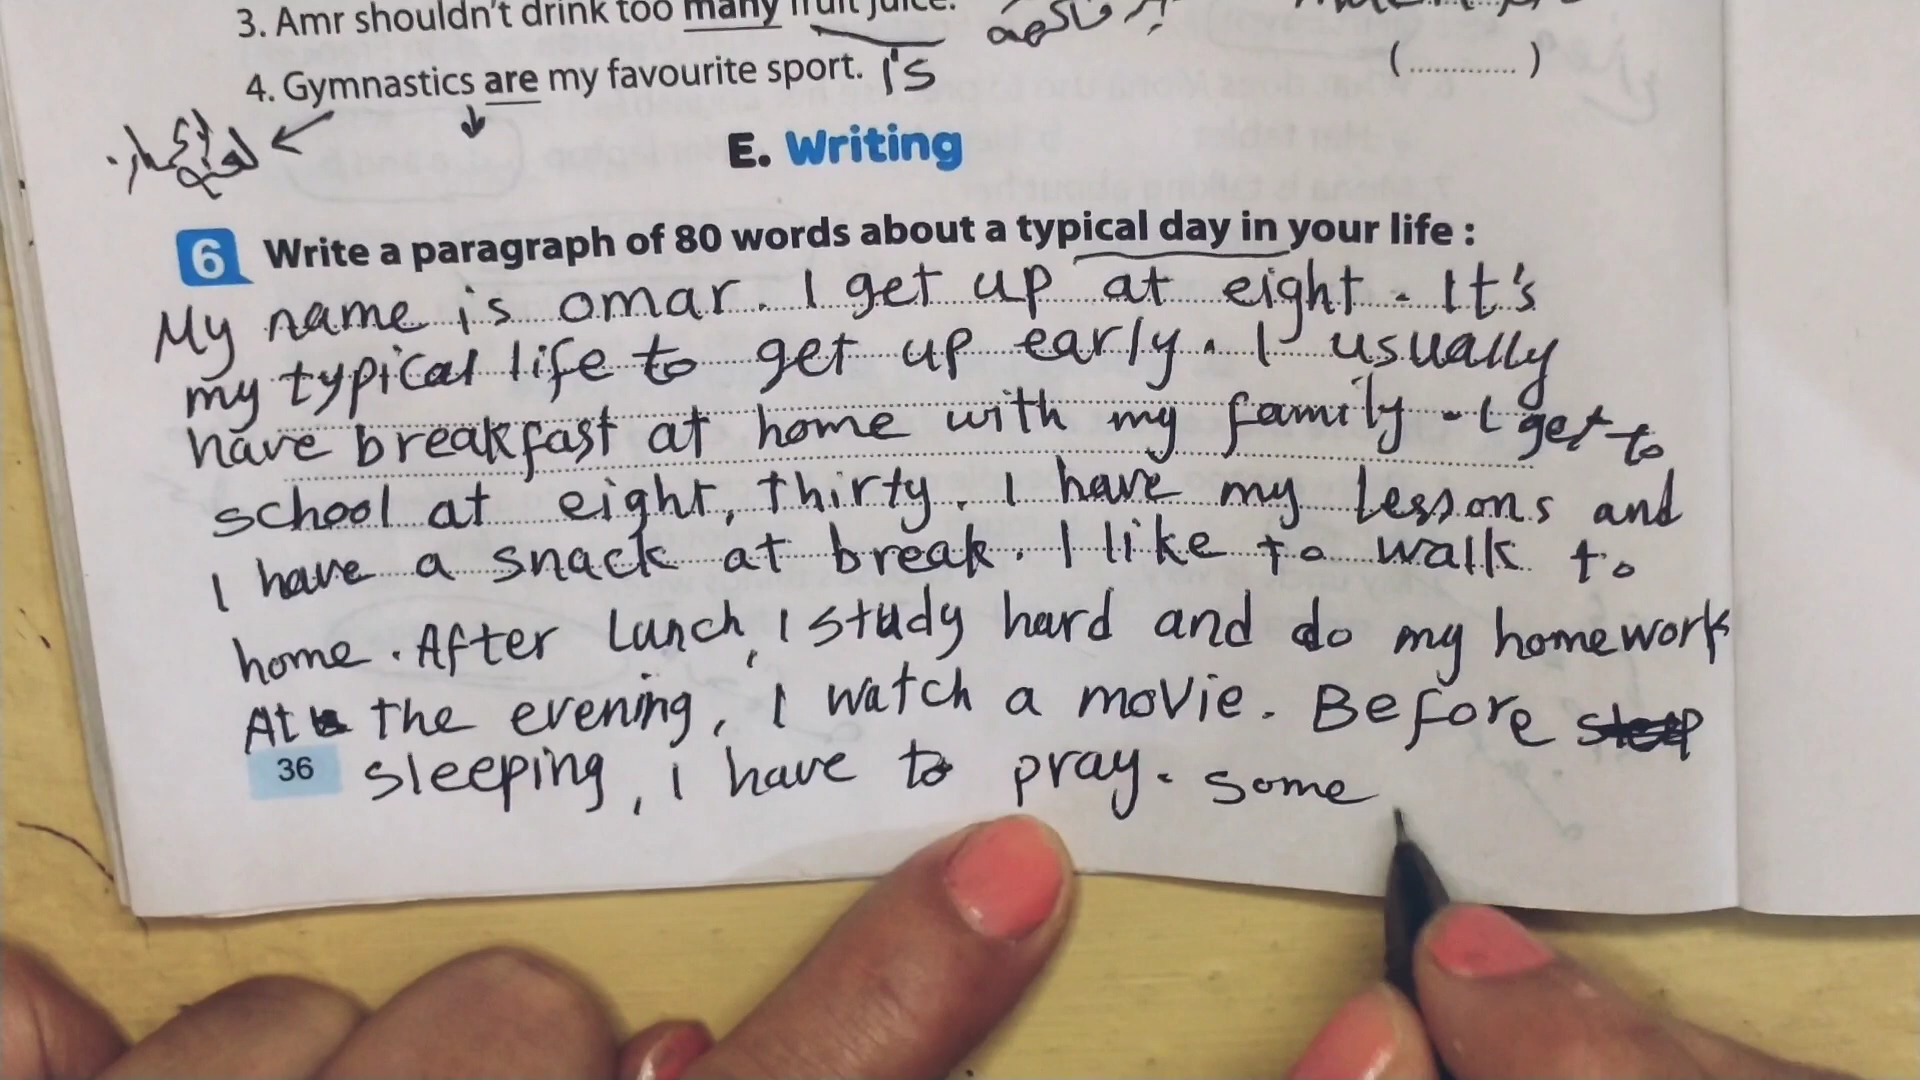 3. Amr shouldn't drink too many fruit juice.
4. Gymnastics are my favourite sport. is
(............)
E. Writing
6 Write a paragraph of 80 words about a typical day in your life :
My name is omar. I get up at eight. It's
my typical life to get up early. I usually
have breakfast at home with my family - I get to
school at eight, thirty. I have my lessons and
I have a snack at break. I like to walk to
home. After lunch, I study hard and do my homework
At the evening, I watch a movie. Before
36 sleeping, I have to pray. Some